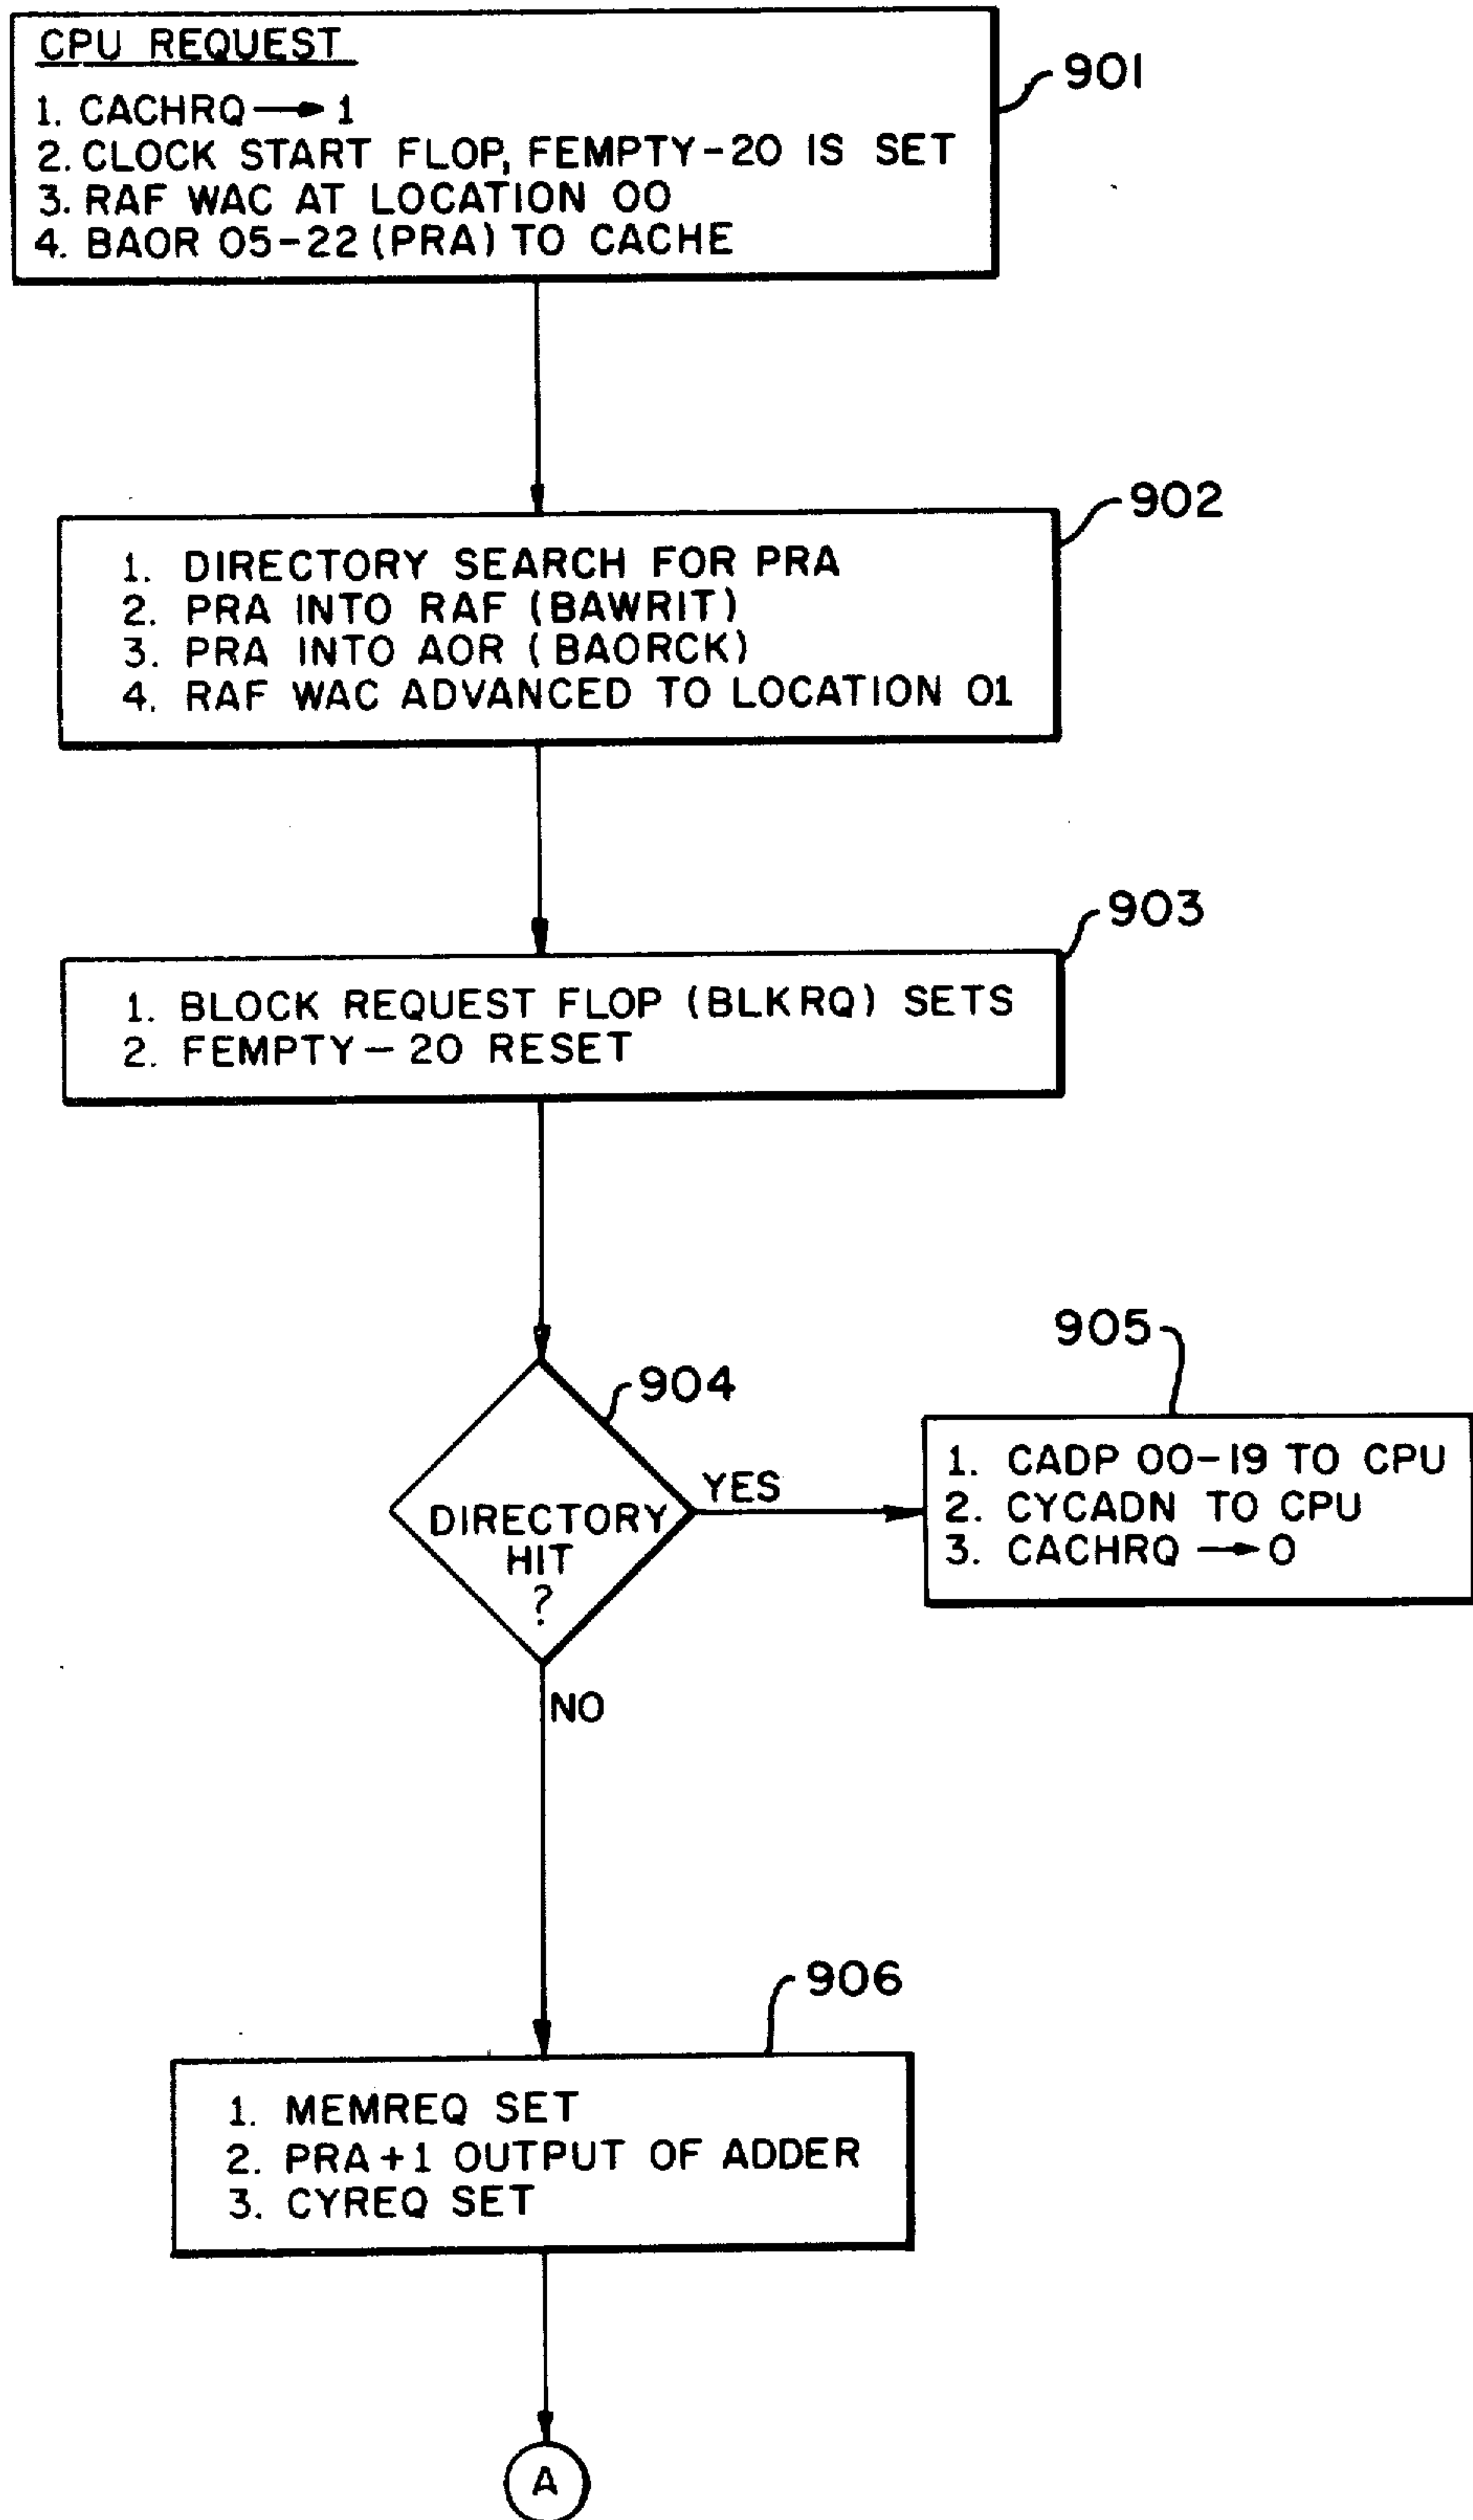 CPU REQUEST
1. CACHRQ → 1
2. CLOCK START FLOP, FEMPTY-20 IS SET
3. RAF WAC AT LOCATION 00
4. BAOR 05-22 (PRA) TO CACHE
901
902
1. DIRECTORY SEARCH FOR PRA
2. PRA INTO RAF (BAWRIT)
3. PRA INTO AOR (BAORCK)
4. RAF WAC ADVANCED TO LOCATION 01
903
1. BLOCK REQUEST FLOP (BLKRQ) SETS
2. FEMPTY-20 RESET
904
DIRECTORY
HIT
?
YES
905
1. CADP 00-19 TO CPU
2. CYCADN TO CPU
3. CACHRQ → 0
NO
906
1. MEMREQ SET
2. PRA+1 OUTPUT OF ADDER
3. CYREQ SET
A